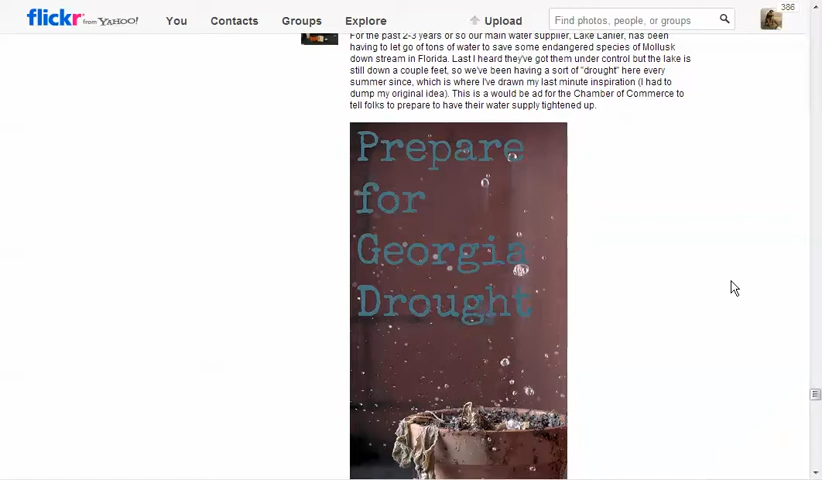 flickr from YAHOO! You Contacts Groups Explore Upload Find photos, people, or groups 386
For the past 2-3 years or so our main water supplier, Lake Lanier, has been
having to let go of tons of water to save some endangered species of Mollusk
down stream in Florida. Last I heard they've got them under control but the lake is
still down a couple feet, so we've been having a sort of "drought" here every
summer since, which is where I've drawn my last minute inspiration (I had to
dump my original idea). This is a would be ad for the Chamber of Commerce to
tell folks to prepare to have their water supply tightened up.
Prepare
for
Georgia
Drought